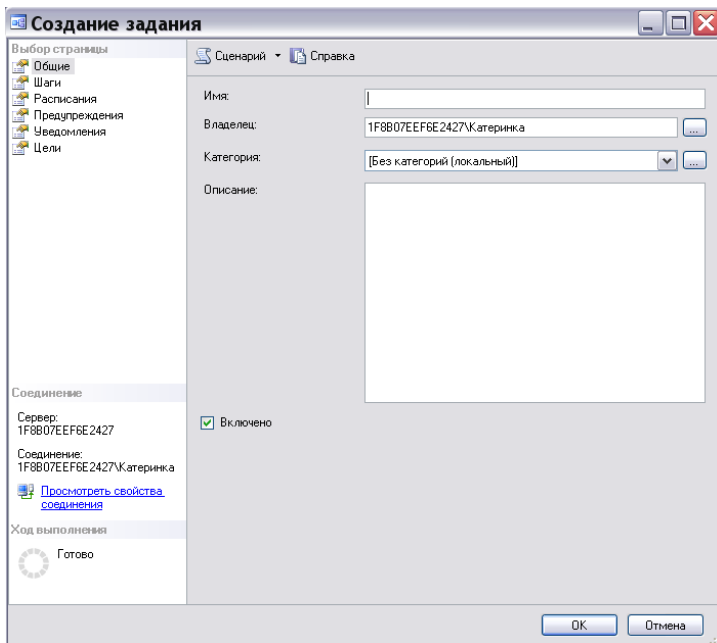 Создание задания
Выбор страницы
Общие
Шаги
Расписания
Предупреждения
Уведомления
Цели
Сценарий
Справка
Имя:
Владелец:
1F8B07EEF6E2427\Катеринка
...
Категория:
[Без категорий (локальный)]
...
Описание:
Включено
Соединение
Сервер:
1F8B07EEF6E2427
Соединение:
1F8B07EEF6E2427\Катеринка
Просмотреть свойства
соединения
Ход выполнения
Готово
OK
Отмена